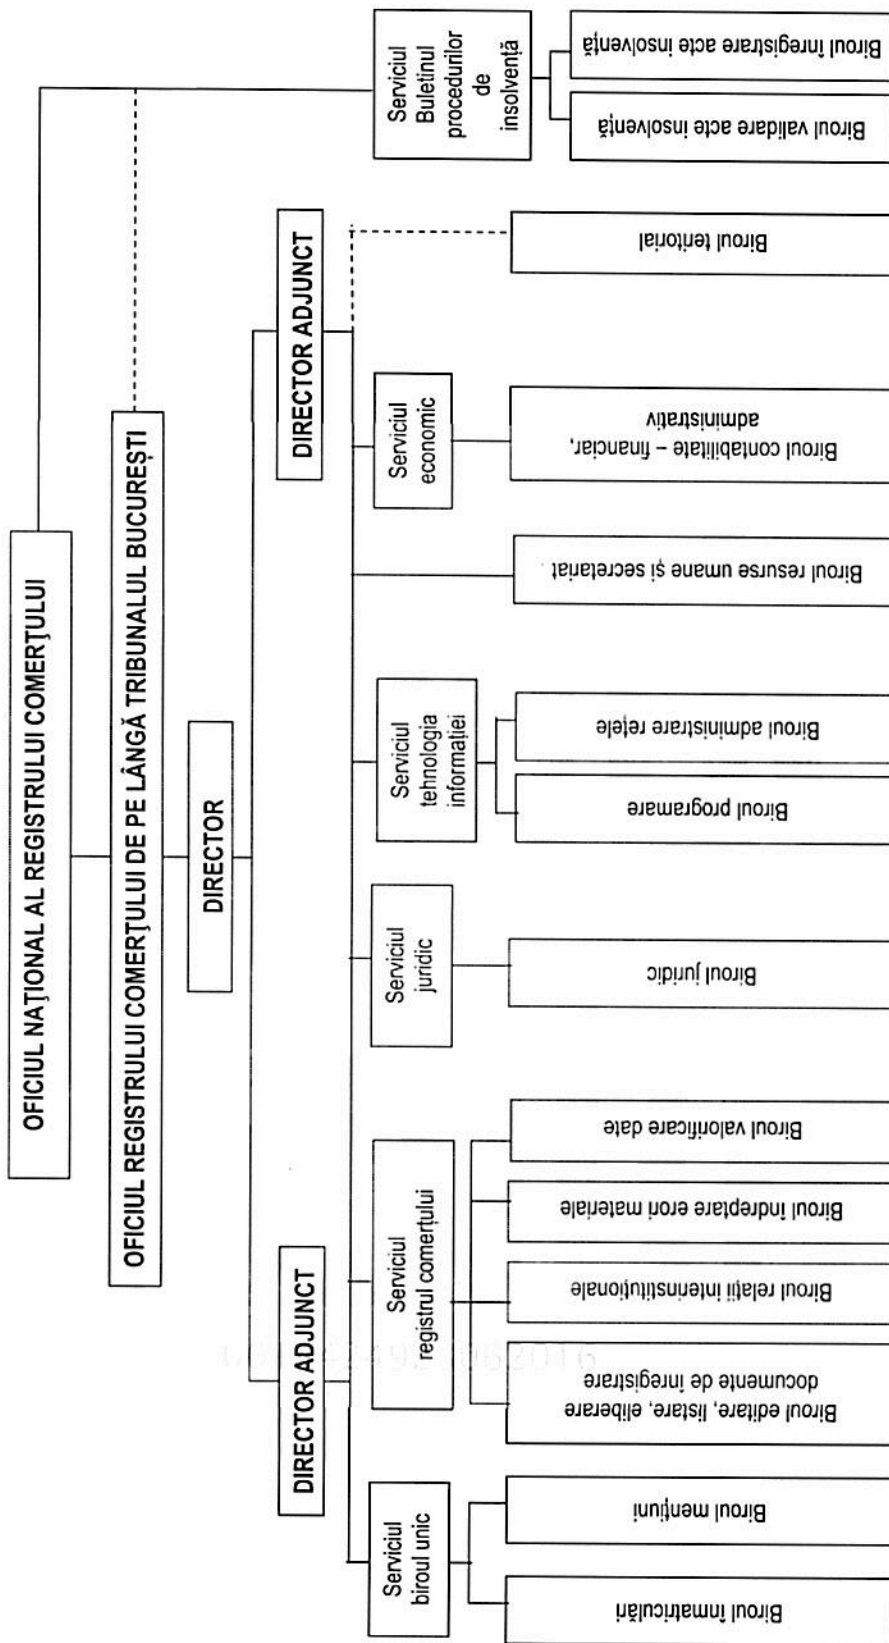 OFICIUL NAŢIONAL AL REGISTRULUI COMERŢULUI
OFICIUL REGISTRULUI COMERŢULUI DE PE LÂNGĂ TRIBUNALUL BUCUREŞTI
DIRECTOR
DIRECTOR ADJUNCT
DIRECTOR ADJUNCT
Serviciul
biroul unic
Serviciul
registrul comerţului
Serviciul
juridic
Serviciul
tehnologia
informaţiei
Serviciul
economic
Serviciul
Buletinul
procedurilor
de
insolvenţă
Biroul înmatriculări
Biroul menţiuni
Biroul editare, listare, eliberare
documente de înregistrare
Biroul relaţii interinstituţionale
Biroul îndreptare erori materiale
Biroul valorificare date
Biroul juridic
Biroul programare
Biroul administrare reţele
Biroul resurse umane şi secretariat
Biroul contabilitate – financiar,
administrativ
Biroul teritorial
Biroul validare acte insolvenţă
Biroul înregistrare acte insolvenţă